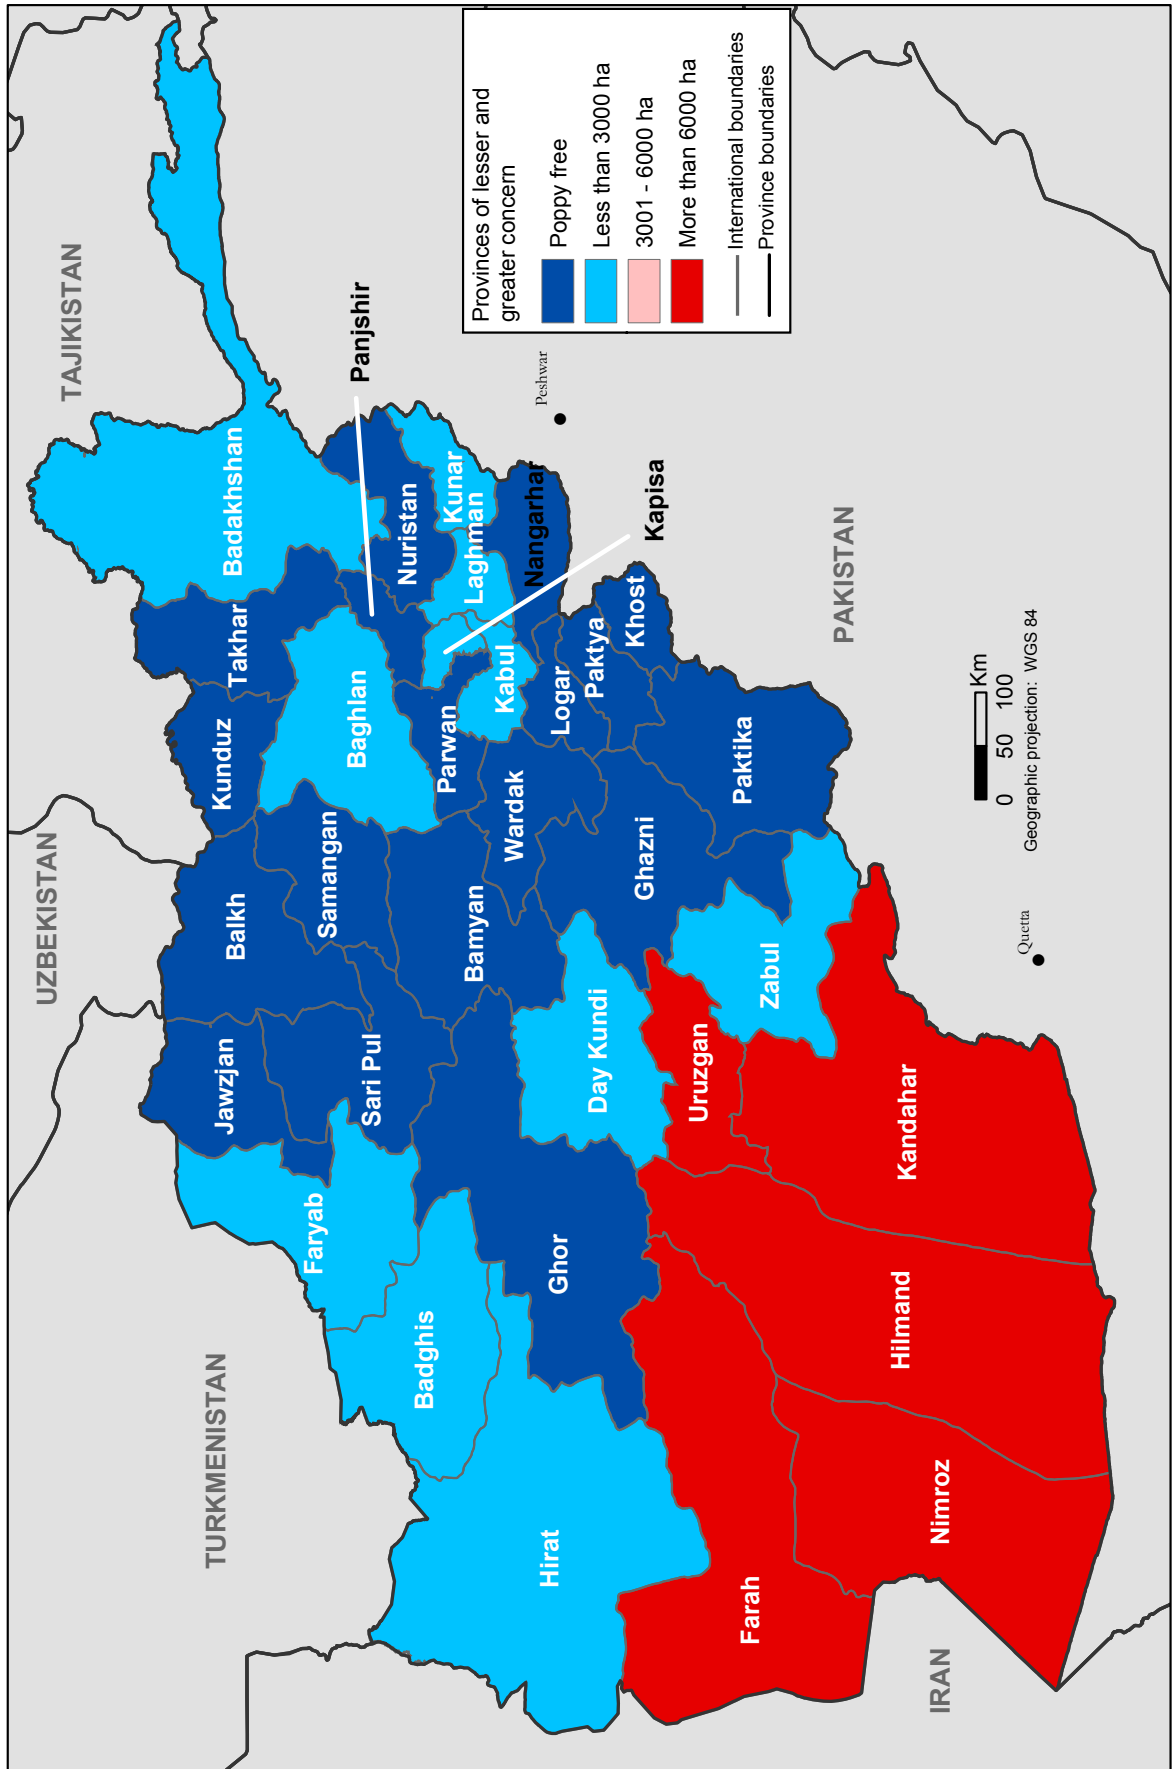 TAJIKISTAN
UZBEKISTAN
TURKMENISTAN
PAKISTAN
IRAN
Badakhshan
Takhar
Kunduz
Balkh
Jawzjan
Samangan
Baghlan
Sari Pul
Faryab
Badghis
Hirat
Ghor
Bamyan
Parwan
Panjshir
Nuristan
Kunar
Laghman
Nangarhar
Kapisa
Kabul
Wardak
Logar
Paktya
Khost
Ghazni
Paktika
Day Kundi
Uruzgan
Zabul
Kandahar
Hilmand
Nimroz
Farah
Peshwar
Quetta
Provinces of lesser and
greater concern
Poppy free
Less than 3000 ha
3001 - 6000 ha
More than 6000 ha
International boundaries
Province boundaries
Km
0 50 100
Geographic projection: WGS 84